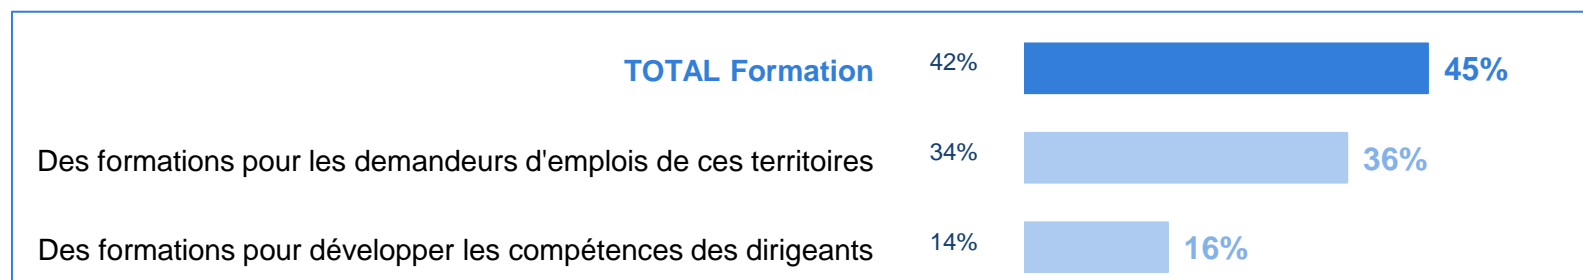 TOTAL Formation 42% 45%
Des formations pour les demandeurs d'emplois de ces territoires 34% 36%
Des formations pour développer les compétences des dirigeants 14% 16%